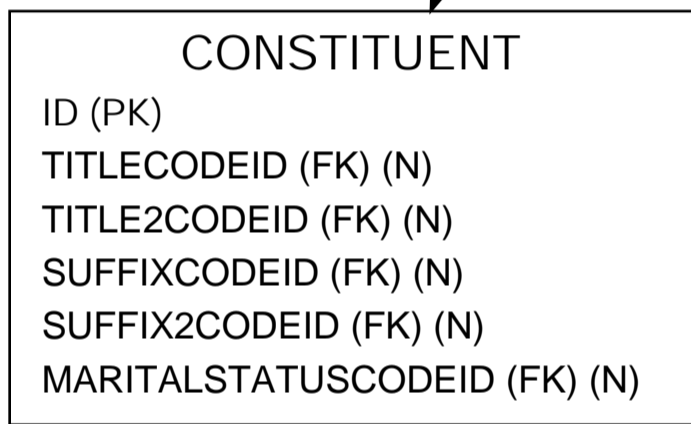 CONSTITUENT
ID (PK)
TITLECODEID (FK) (N)
TITLE2CODEID (FK) (N)
SUFFIXCODEID (FK) (N)
SUFFIX2CODEID (FK) (N)
MARITALSTATUSCODEID (FK) (N)